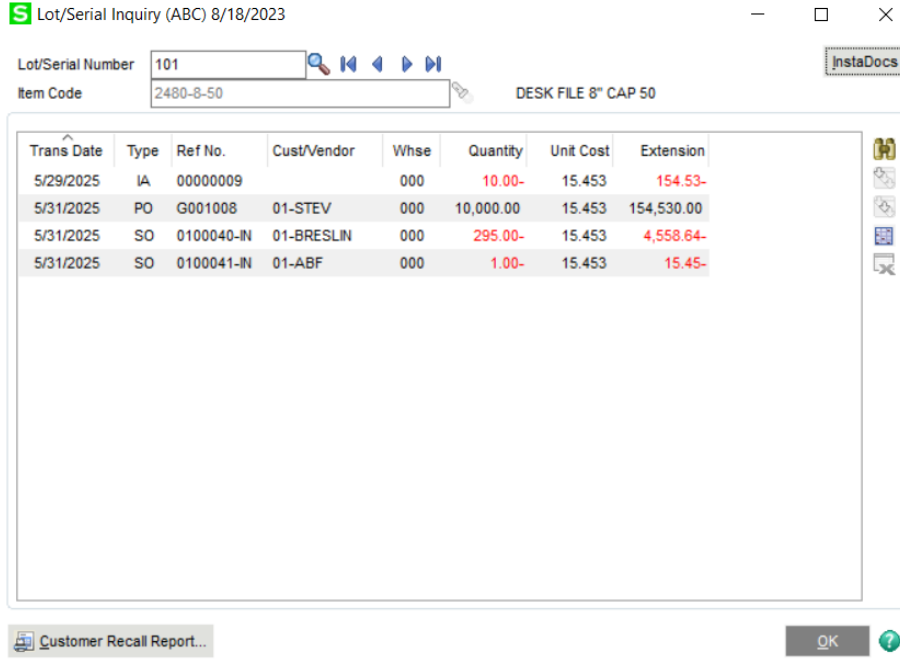 S Lot/Serial Inquiry (ABC) 8/18/2023
Lot/Serial Number 101 InstaDocs
Item Code 2480-8-50 DESK FILE 8" CAP 50
Trans Date Type Ref No. Cust/Vendor Whse Quantity Unit Cost Extension
5/29/2025 IA 00000009 000 10.00- 15.453 154.53-
5/31/2025 PO G001008 01-STEV 000 10,000.00 15.453 154,530.00
5/31/2025 SO 0100040-IN 01-BRESLIN 000 295.00- 15.453 4,558.64-
5/31/2025 SO 0100041-IN 01-ABF 000 1.00- 15.453 15.45-
Customer Recall Report... OK ?